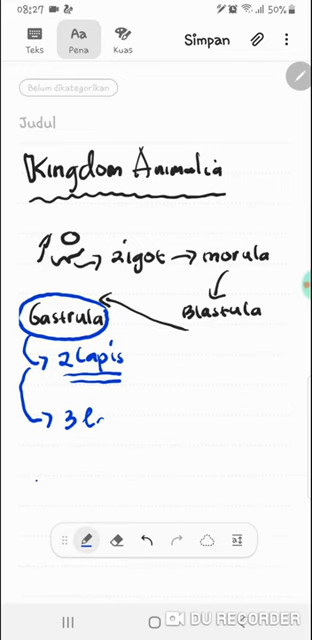 08:27 50%
Teks Pena Kuas Simpan
Belum dikategorikan
Judul
Kingdom Animalia
zigot → morula
Gastrula Blastula
→ 2 lapis
→ 3 l
DU RECORDER